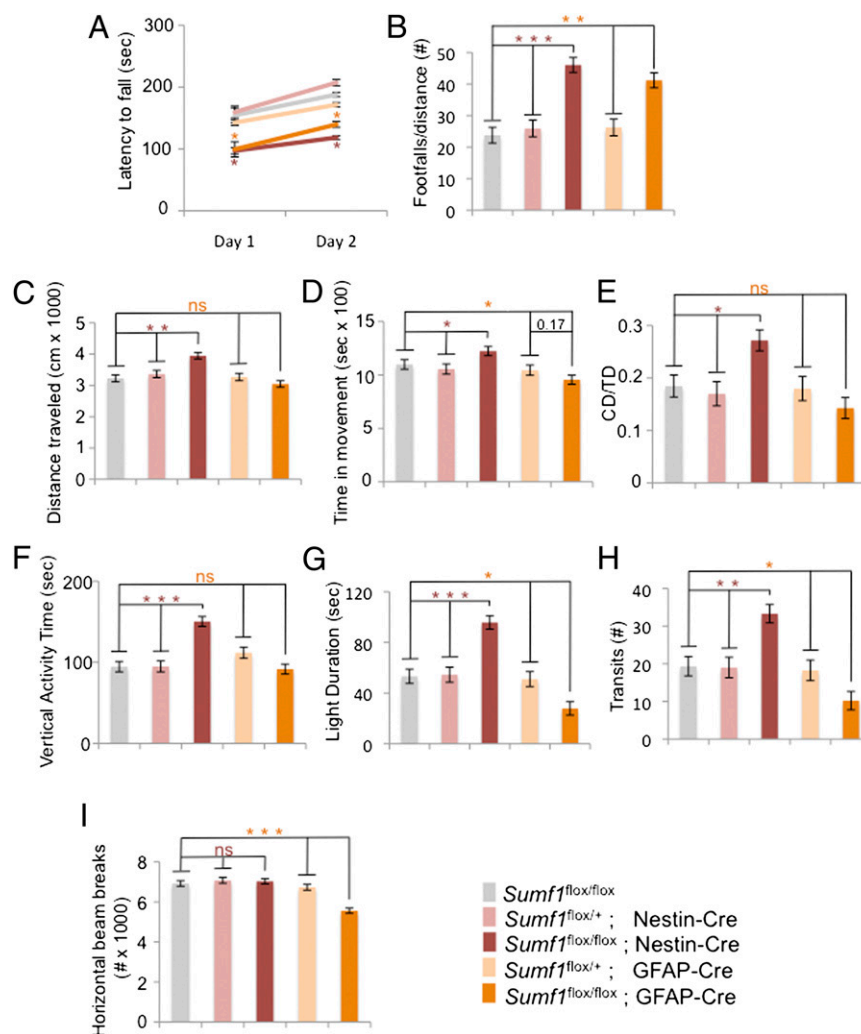 A
Latency to fall (sec)
300
200
100
0
*
*
*
*
Day 1 Day 2
B
Footfalls/distance (#)
50
40
30
20
10
0
* *
* * *
C
Distance traveled (cm x 1000)
5
4
3
2
1
0
ns
* *
D
Time in movement (sec x 100)
15
10
5
0
*
*
0.17
E
CD/TD
0.3
0.2
0.1
0
ns
*
F
Vertical Activity Time (sec)
200
100
0
ns
* * *
G
Light Duration (sec)
120
80
40
0
*
* * *
H
Transits (#)
40
30
20
10
0
*
* *
I
Horizontal beam breaks
(# x 1000)
8
6
4
2
0
* * *
ns
Sumf1flox/flox
Sumf1flox/+ ; Nestin-Cre
Sumf1flox/flox ; Nestin-Cre
Sumf1flox/+ ; GFAP-Cre
Sumf1flox/flox ; GFAP-Cre